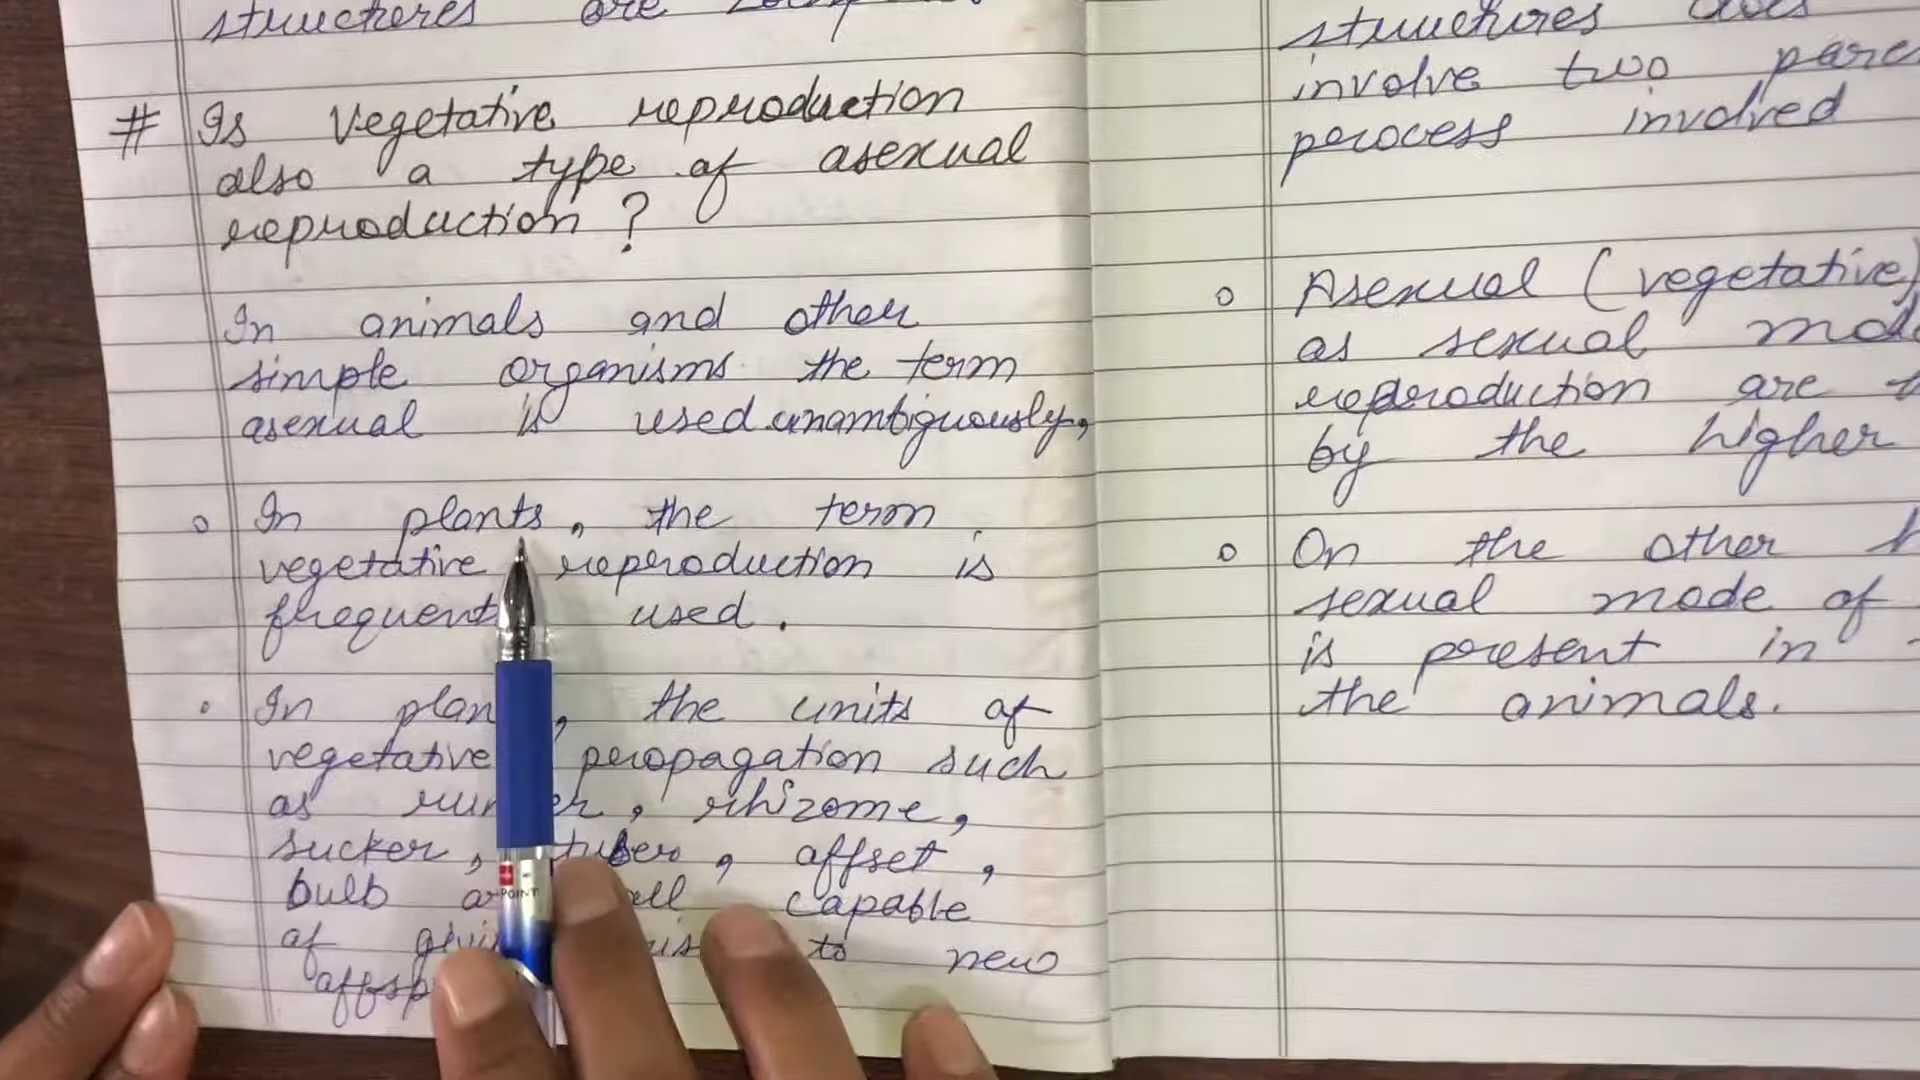 structures are
# Is Vegetative reproduction
also a type of asexual
reproduction ?
In animals and other
simple organisms the term
asexual is used unambiguously,
o In plants, the term
vegetative reproduction is
used.
In the units of
vegetative propagation such
as rhizome,
sucker, tuber, offset,
bulb capable
of to new
structures
involve two
process involved
o Asexual (vegetative)
as sexual
reproduction are
by the higher
o On the other
sexual mode of
is present in
the animals.
POINT